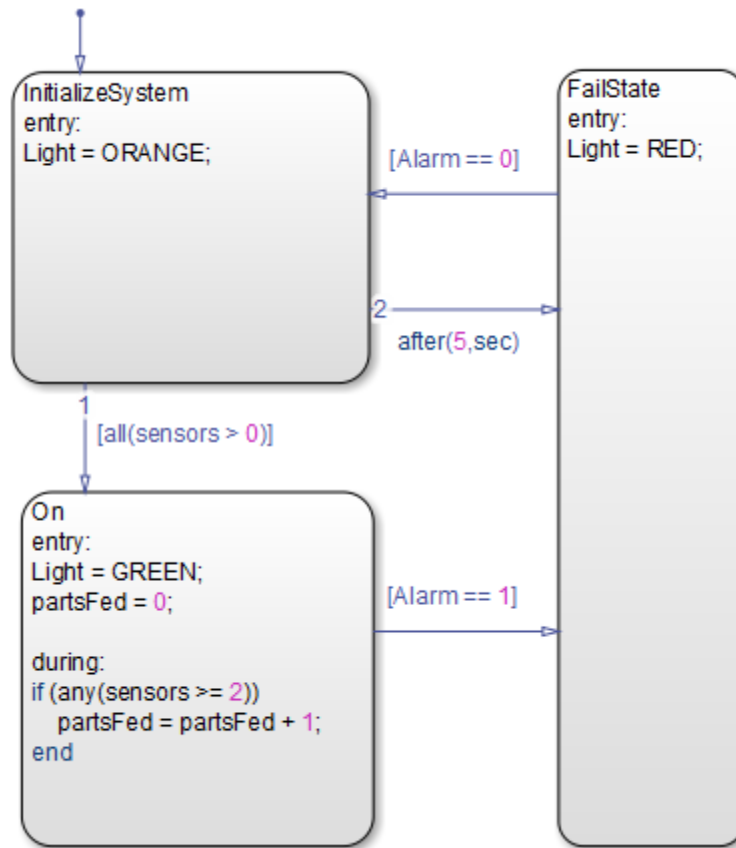 InitializeSystem
entry:
Light = ORANGE;
FailState
entry:
Light = RED;
[Alarm == 0]
2
after(5,sec)
1
[all(sensors > 0)]
On
entry:
Light = GREEN;
partsFed = 0;
during:
if (any(sensors >= 2))
partsFed = partsFed + 1;
end
[Alarm == 1]